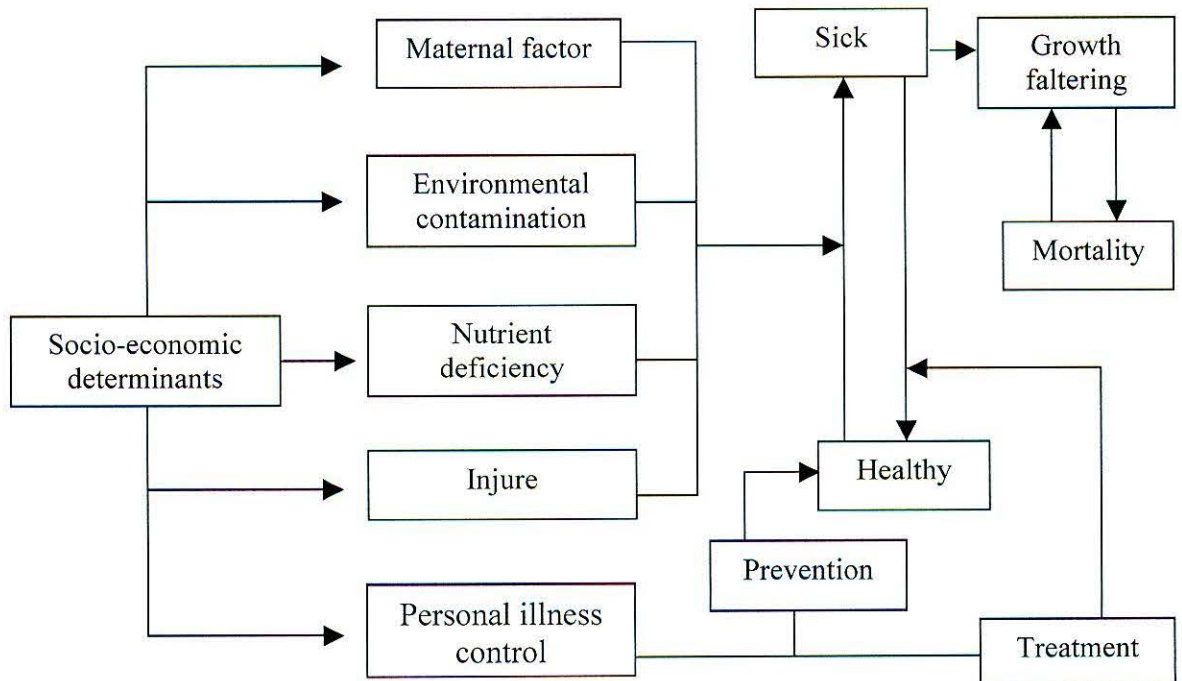 Maternal factor
Sick
Growth
faltering
Environmental
contamination
Mortality
Socio-economic
determinants
Nutrient
deficiency
Injure
Healthy
Prevention
Personal illness
control
Treatment